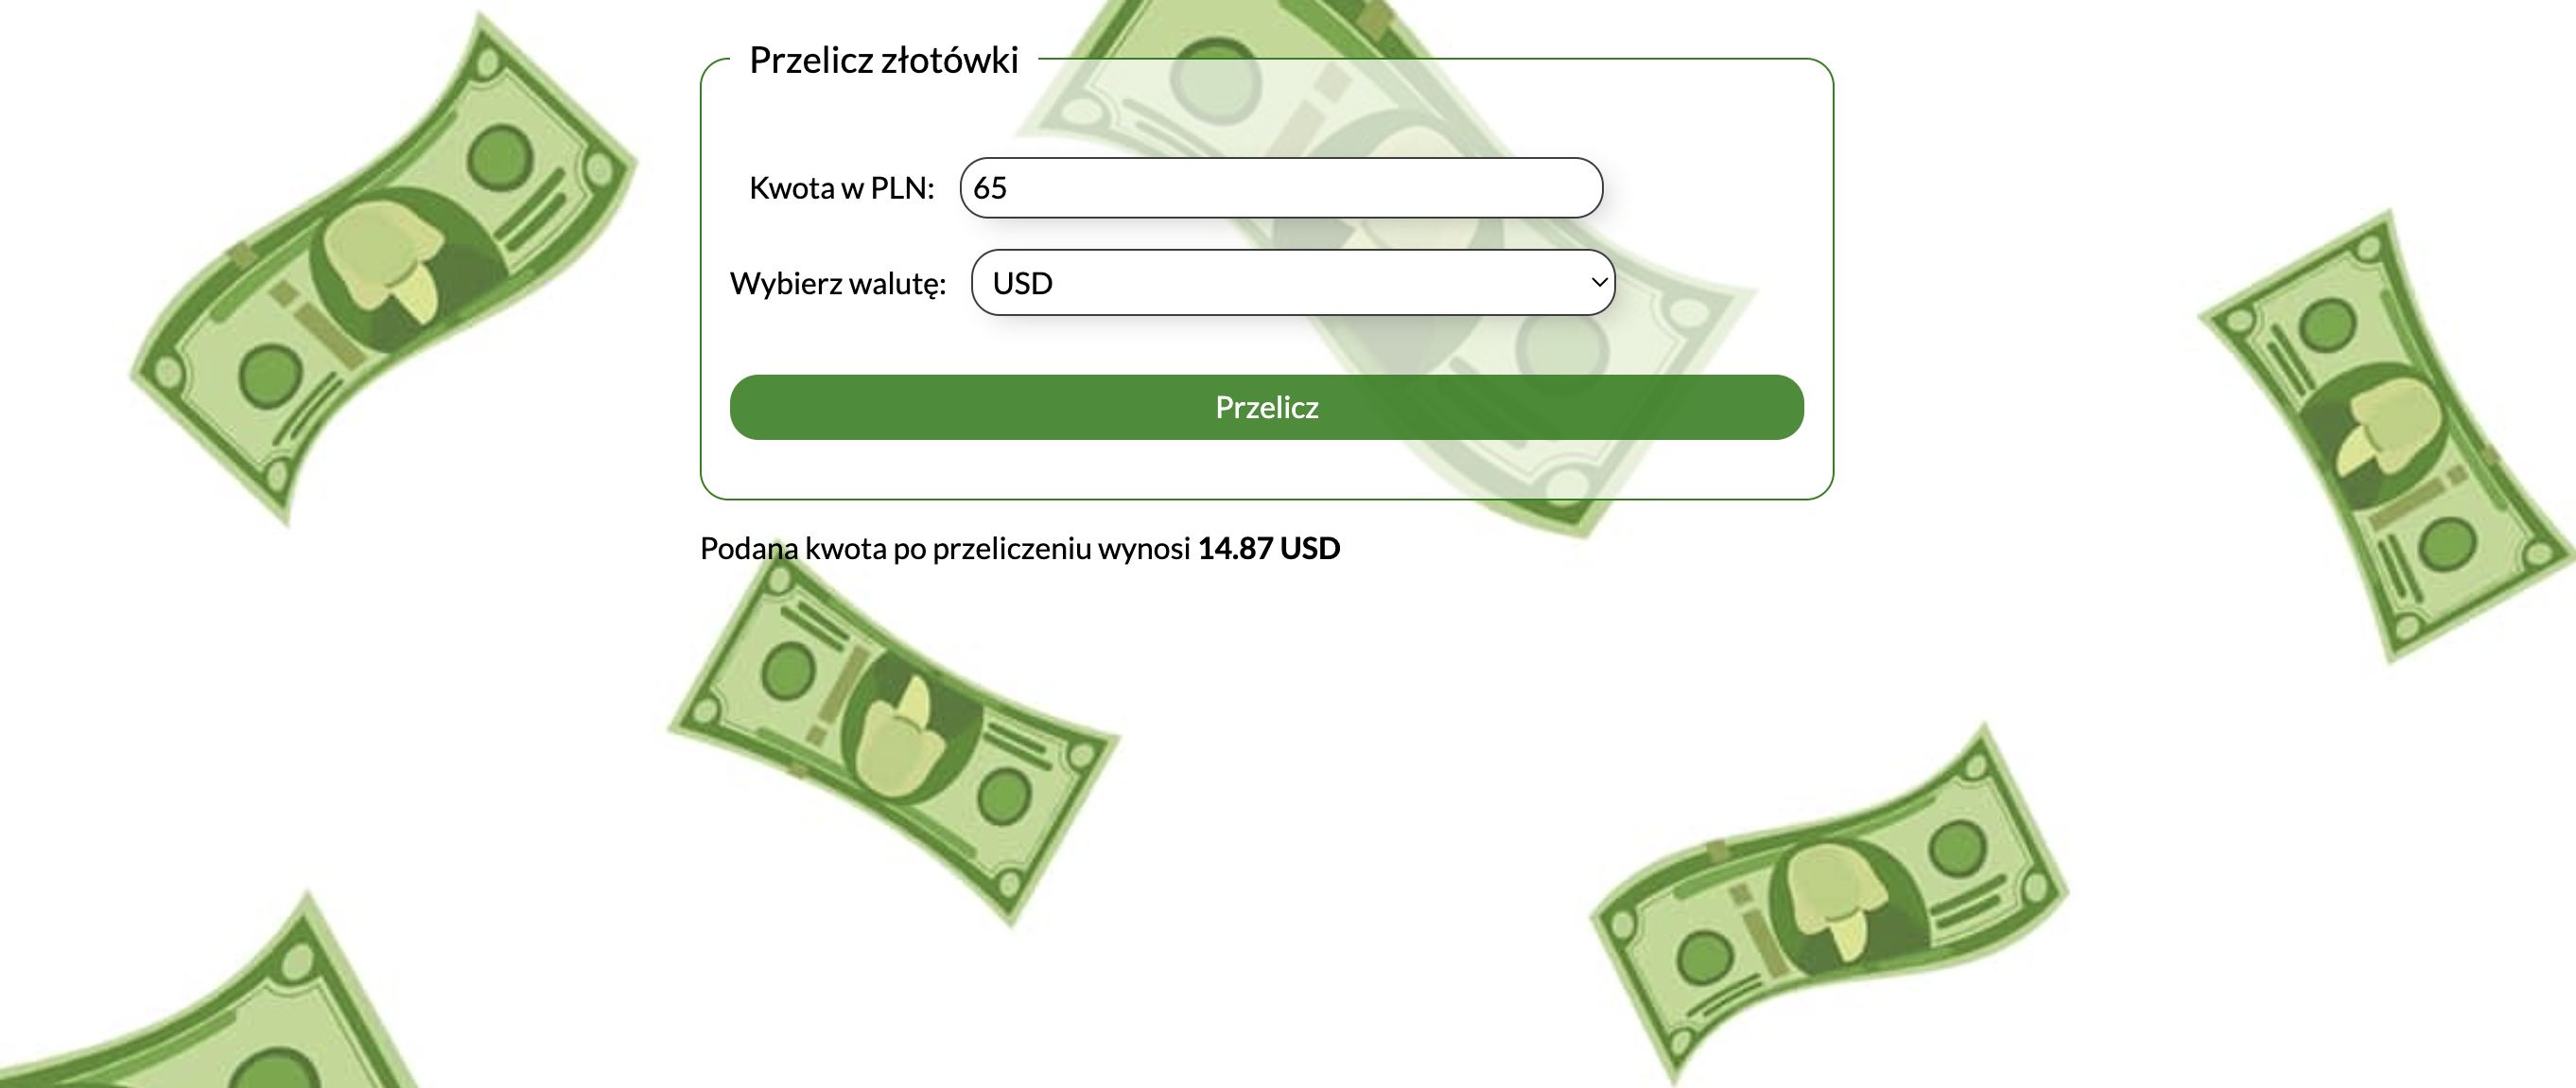 Przelicz złotówki
Kwota w PLN: 65
Wybierz walutę: USD
Przelicz
Podana kwota po przeliczeniu wynosi 14.87 USD